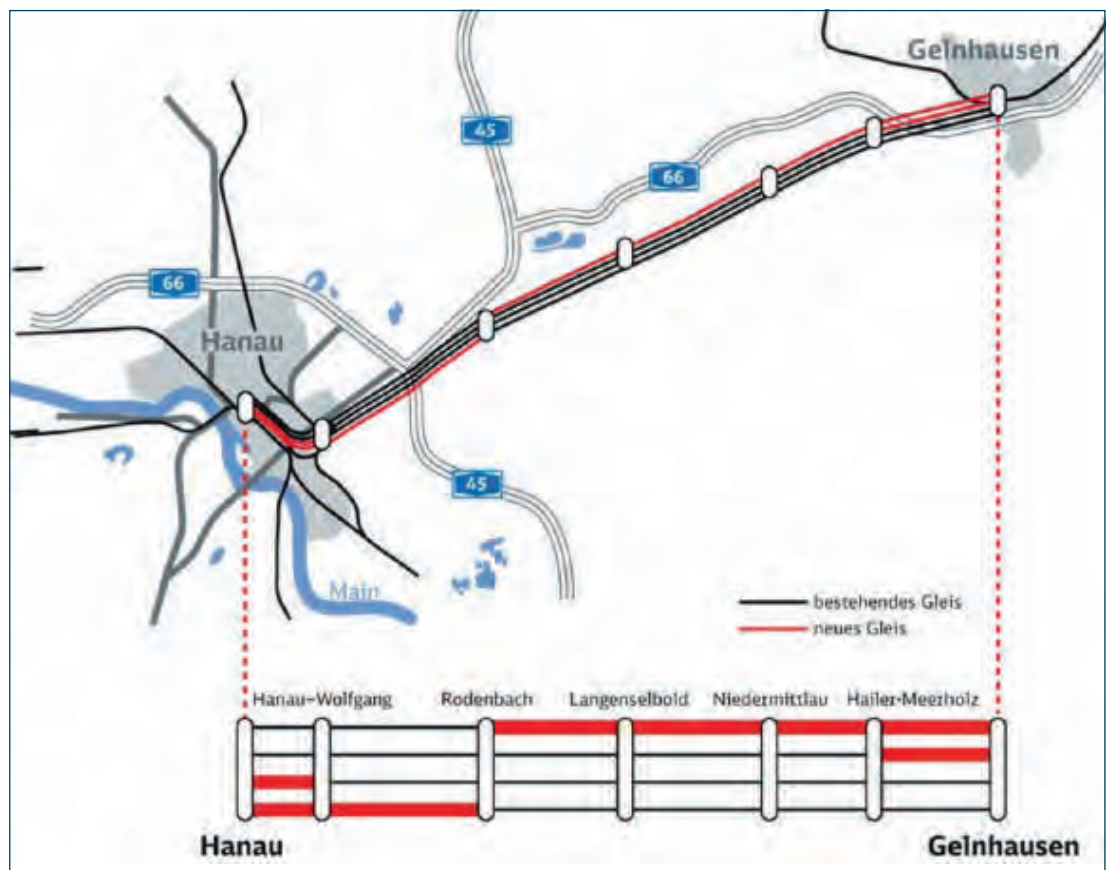 Gelnhausen
45
66
66
Hanau
45
Main
bestehendes Gleis
neues Gleis
Hanau-Wolfgang Rodenbach Langenselbold Niedermittlau Hailer-Meerholz
Hanau Gelnhausen